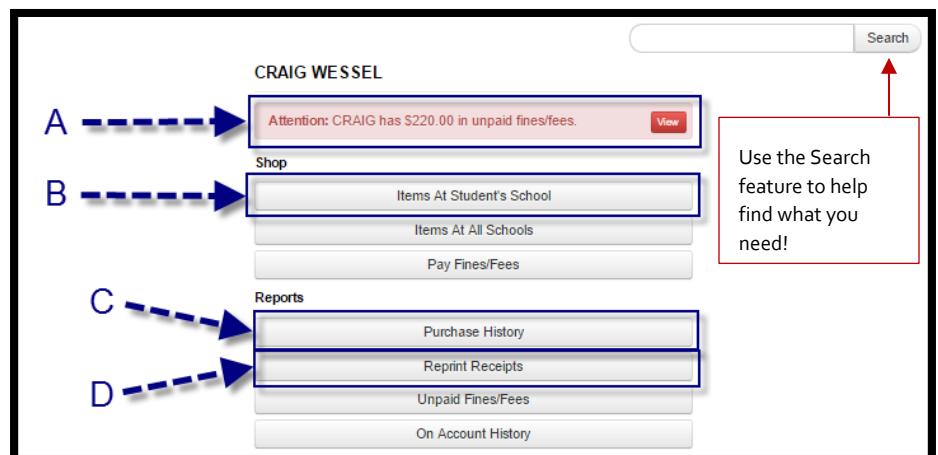 Search
CRAIG WESSEL
A
Attention: CRAIG has $220.00 in unpaid fines/fees.
View
Shop
B
Items At Student's School
Items At All Schools
Pay Fines/Fees
Use the Search
feature to help
find what you
need!
Reports
C
Purchase History
D
Reprint Receipts
Unpaid Fines/Fees
On Account History